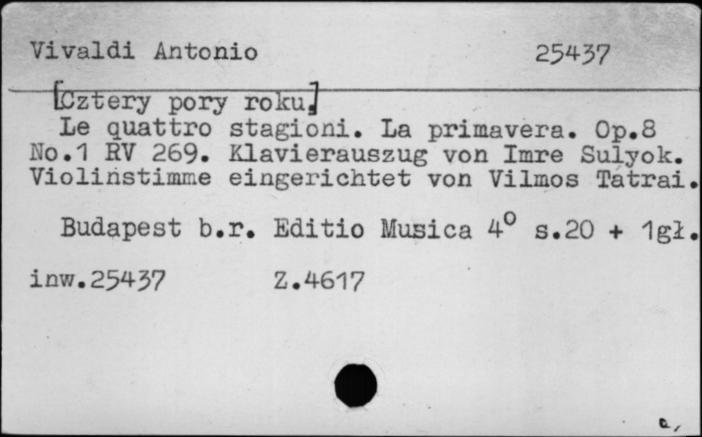 Vivaldi Antonio 25437
[Cztery pory roku]
Le quattro stagioni. La primavera. Op.8
No.1 RV 269. Klavierauszug von Imre Sulyok.
Violinstimme eingerichtet von Vilmos Tatrai.
Budapest b.r. Editio Musica 4° s.20 + 1gł.
inw.25437 Z.4617
a,